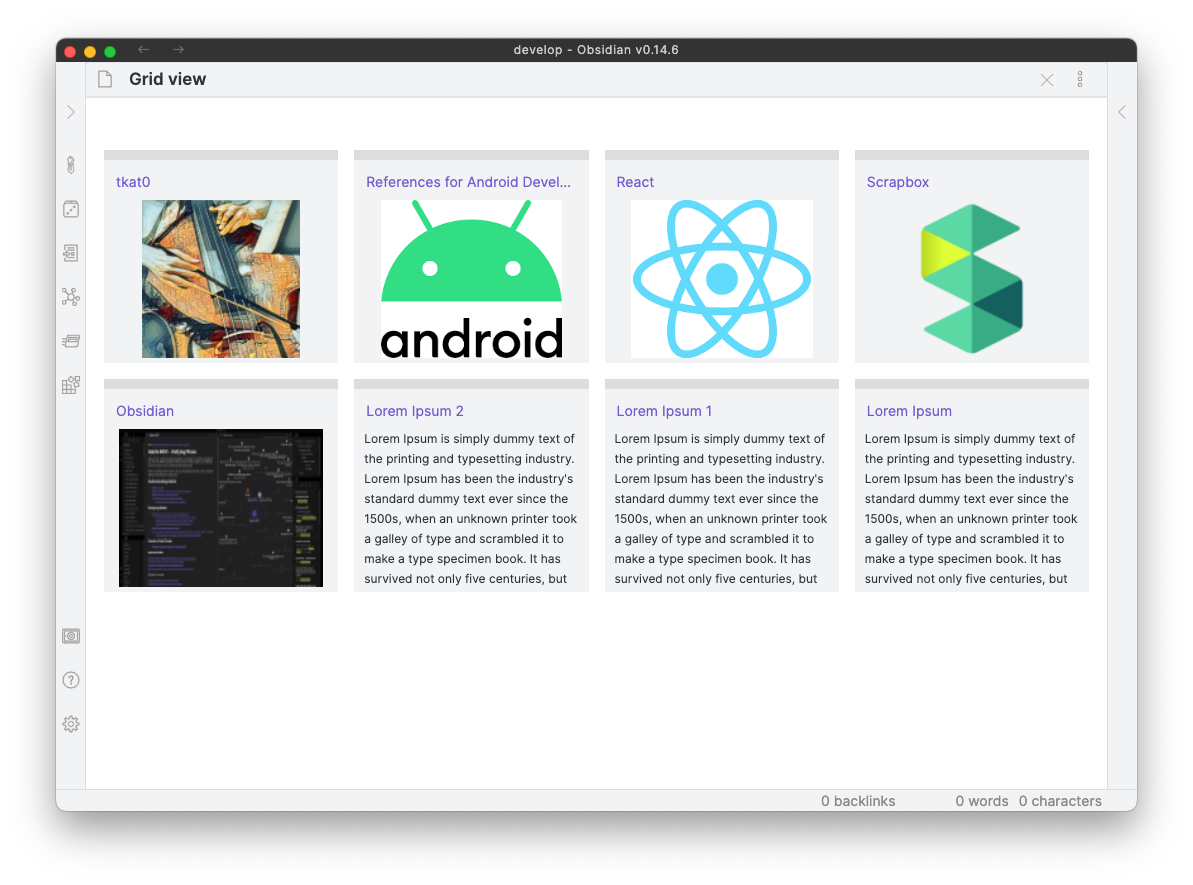 develop - Obsidian v0.14.6
Grid view
tkat0
References for Android Devel...
android
React
Scrapbox
Obsidian
Lorem Ipsum 2
Lorem Ipsum is simply dummy text of
the printing and typesetting industry.
Lorem Ipsum has been the industry's
standard dummy text ever since the
1500s, when an unknown printer took
a galley of type and scrambled it to
make a type specimen book. It has
survived not only five centuries, but
Lorem Ipsum 1
Lorem Ipsum is simply dummy text of
the printing and typesetting industry.
Lorem Ipsum has been the industry's
standard dummy text ever since the
1500s, when an unknown printer took
a galley of type and scrambled it to
make a type specimen book. It has
survived not only five centuries, but
Lorem Ipsum
Lorem Ipsum is simply dummy text of
the printing and typesetting industry.
Lorem Ipsum has been the industry's
standard dummy text ever since the
1500s, when an unknown printer took
a galley of type and scrambled it to
make a type specimen book. It has
survived not only five centuries, but
0 backlinks 0 words 0 characters